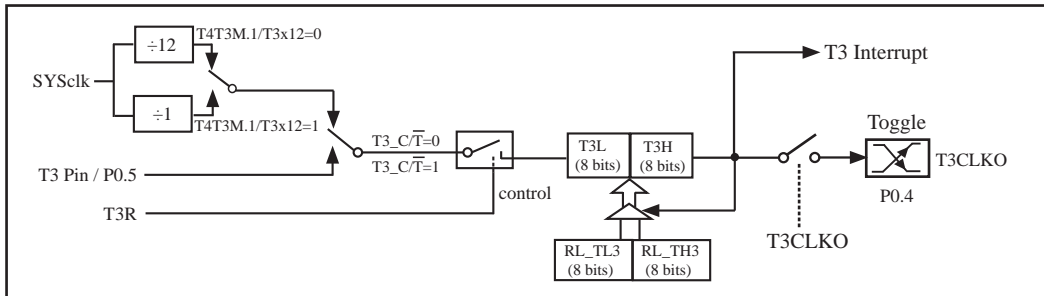 T4T3M.1/T3x12=0
÷12
SYSclk
÷1
T4T3M.1/T3x12=1
T3_C/T̅=0
T3_C/T̅=1
T3 Pin / P0.5
T3R
control
T3L
(8 bits)
T3H
(8 bits)
RL_TL3
(8 bits)
RL_TH3
(8 bits)
T3 Interrupt
Toggle
T3CLKO
P0.4
T3CLKO